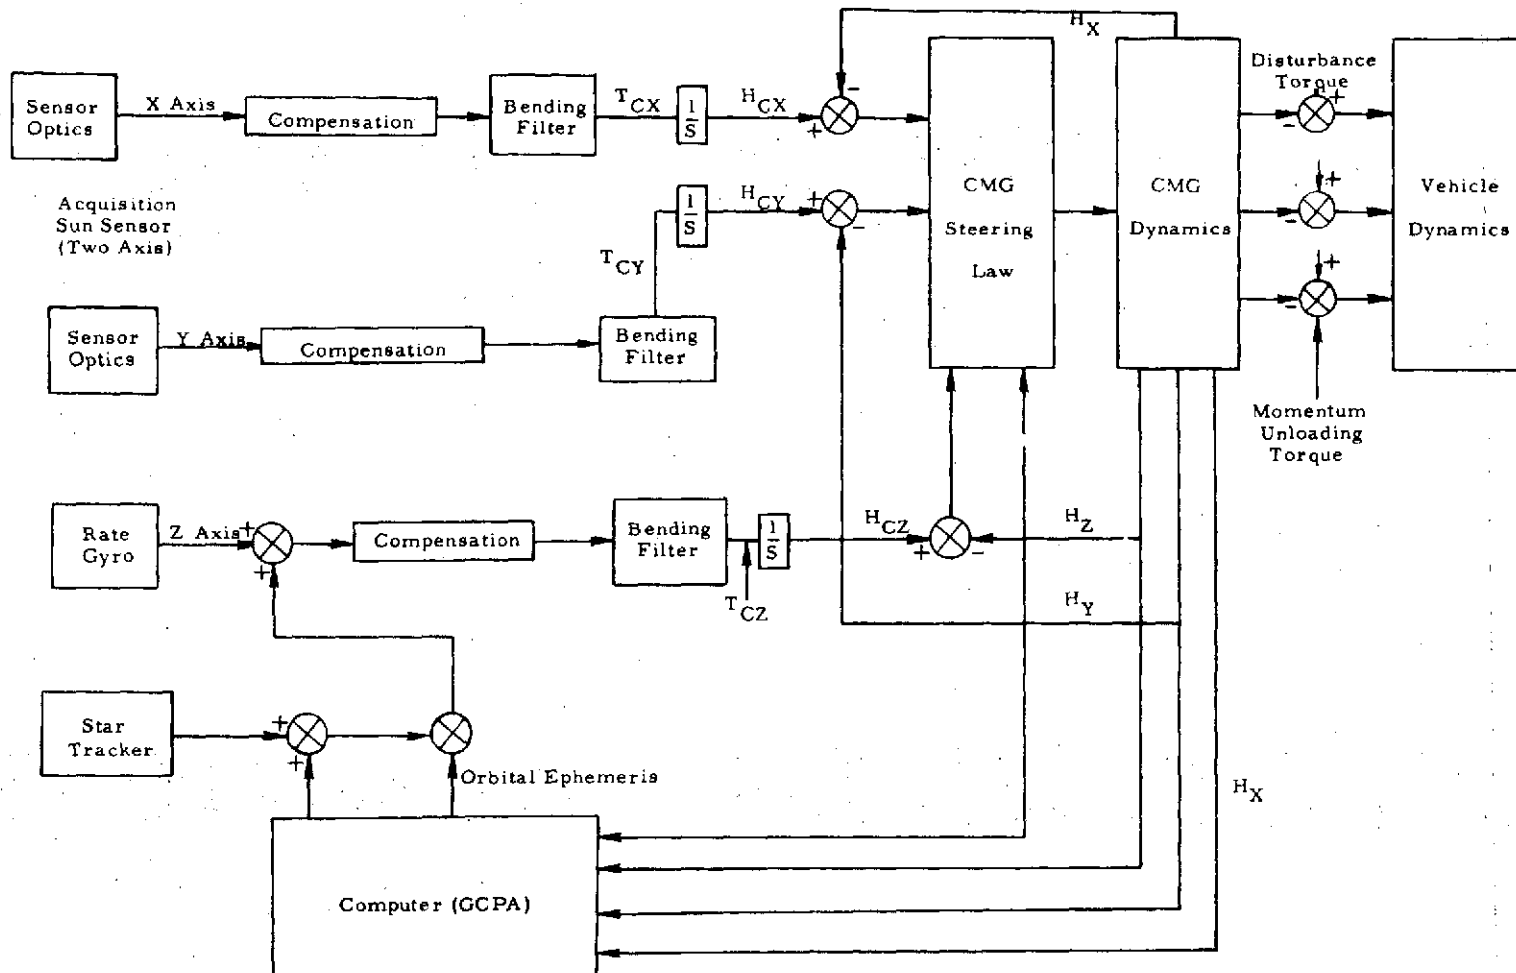 H_X
Disturbance
Torque
Sensor
Optics
X Axis
Compensation
Bending
Filter
T_CX
1
S
H_CX
-
+
+
-
Acquisition
Sun Sensor
(Two Axis)
1
S
H_CY
+
-
CMG
Steering
Law
CMG
Dynamics
+
-
Vehicle
Dynamics
T_CY
+
-
Sensor
Optics
Y Axis
Compensation
Bending
Filter
Momentum
Unloading
Torque
Rate
Gyro
Z Axis
+
+
Compensation
Bending
Filter
1
S
T_CZ
H_CZ
+
-
H_Z
H_Y
Star
Tracker
+
+
Orbital Ephemeris
H_X
Computer (GCPA)